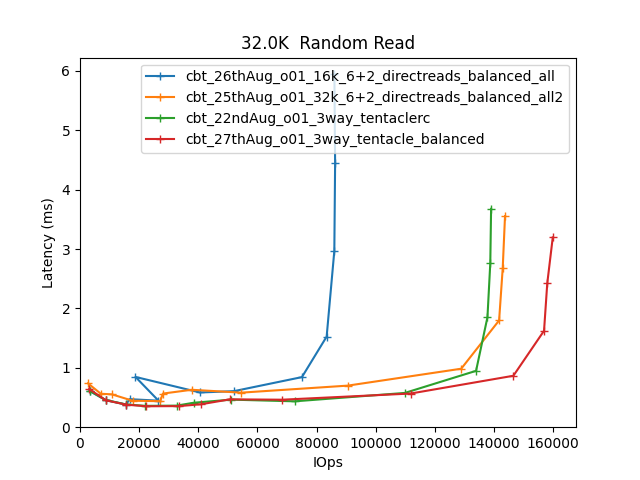 32.0K  Random Read
cbt_26thAug_o01_16k_6+2_directreads_balanced_all
cbt_25thAug_o01_32k_6+2_directreads_balanced_all2
cbt_22ndAug_o01_3way_tentaclerc
cbt_27thAug_o01_3way_tentacle_balanced
6
5
4
3
2
1
0
Latency (ms)
0 20000 40000 60000 80000 100000 120000 140000 160000
IOps